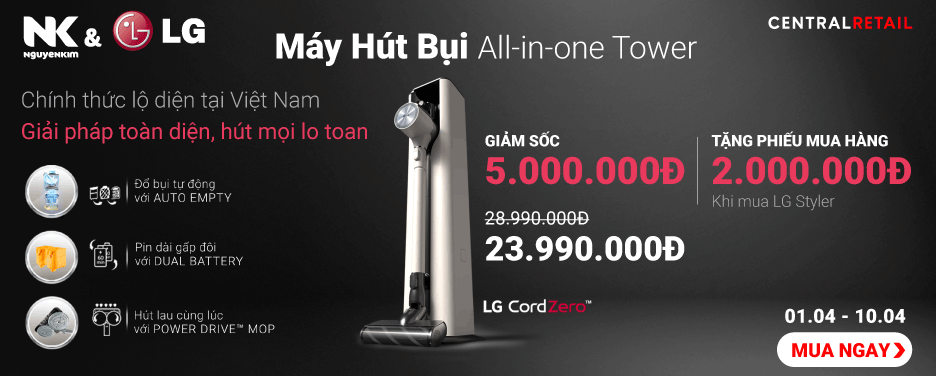 NK & LG
NGUYENKIM
CENTRALRETAIL
Máy Hút Bụi All-in-one Tower
Chính thức lộ diện tại Việt Nam
Giải pháp toàn diện, hút mọi lo toan
Đổ bụi tự động
với AUTO EMPTY
Pin dài gấp đôi
với DUAL BATTERY
Hút lau cùng lúc
với POWER DRIVE™ MOP
GIẢM SỐC
5.000.000Đ
28.990.000Đ
23.990.000Đ
TẶNG PHIẾU MUA HÀNG
2.000.000Đ
Khi mua LG Styler
LG CordZero™
01.04 - 10.04
MUA NGAY